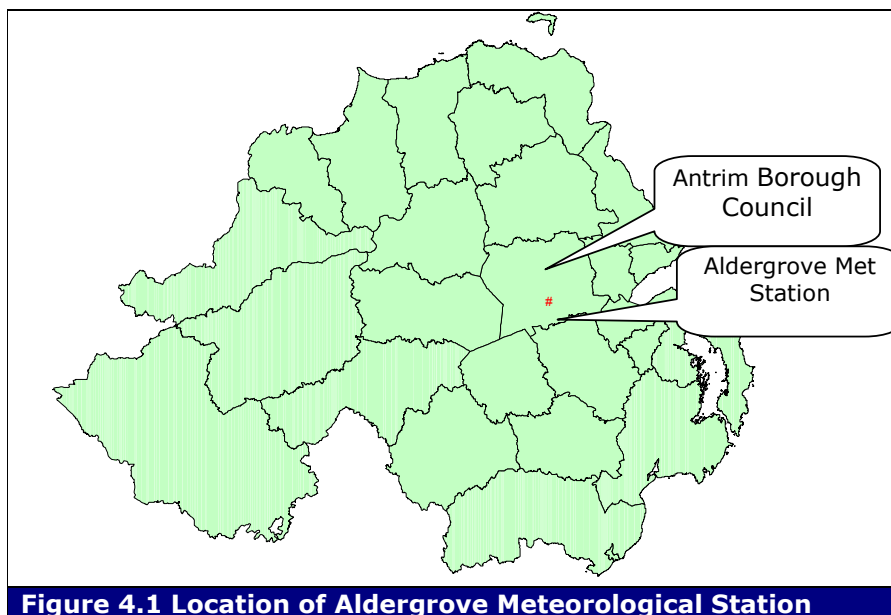 Antrim Borough
Council
Aldergrove Met
Station
#
Figure 4.1 Location of Aldergrove Meteorological Station